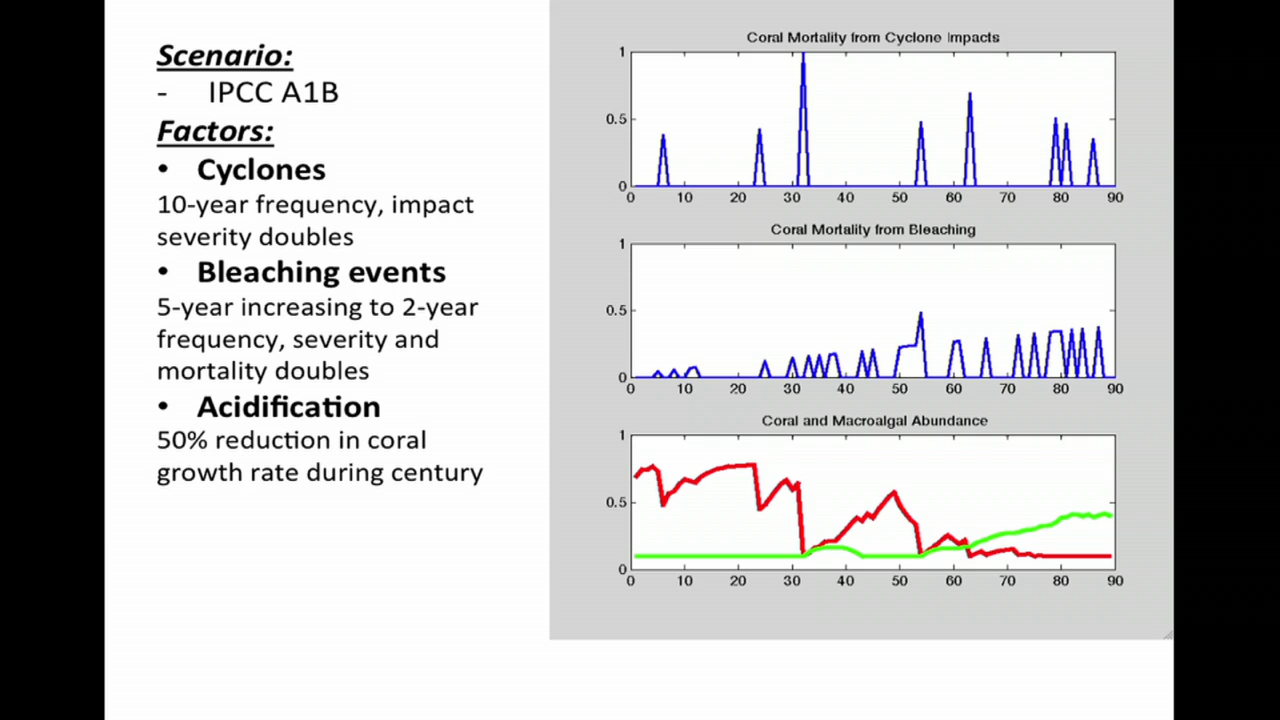 Scenario:
- IPCC A1B
Factors:
• Cyclones
10-year frequency, impact
severity doubles
• Bleaching events
5-year increasing to 2-year
frequency, severity and
mortality doubles
• Acidification
50% reduction in coral
growth rate during century
Coral Mortality from Cyclone Impacts
1
0.5
0
0 10 20 30 40 50 60 70 80 90
Coral Mortality from Bleaching
1
0.5
0
0 10 20 30 40 50 60 70 80 90
Coral and Macroalgal Abundance
1
0.5
0
0 10 20 30 40 50 60 70 80 90